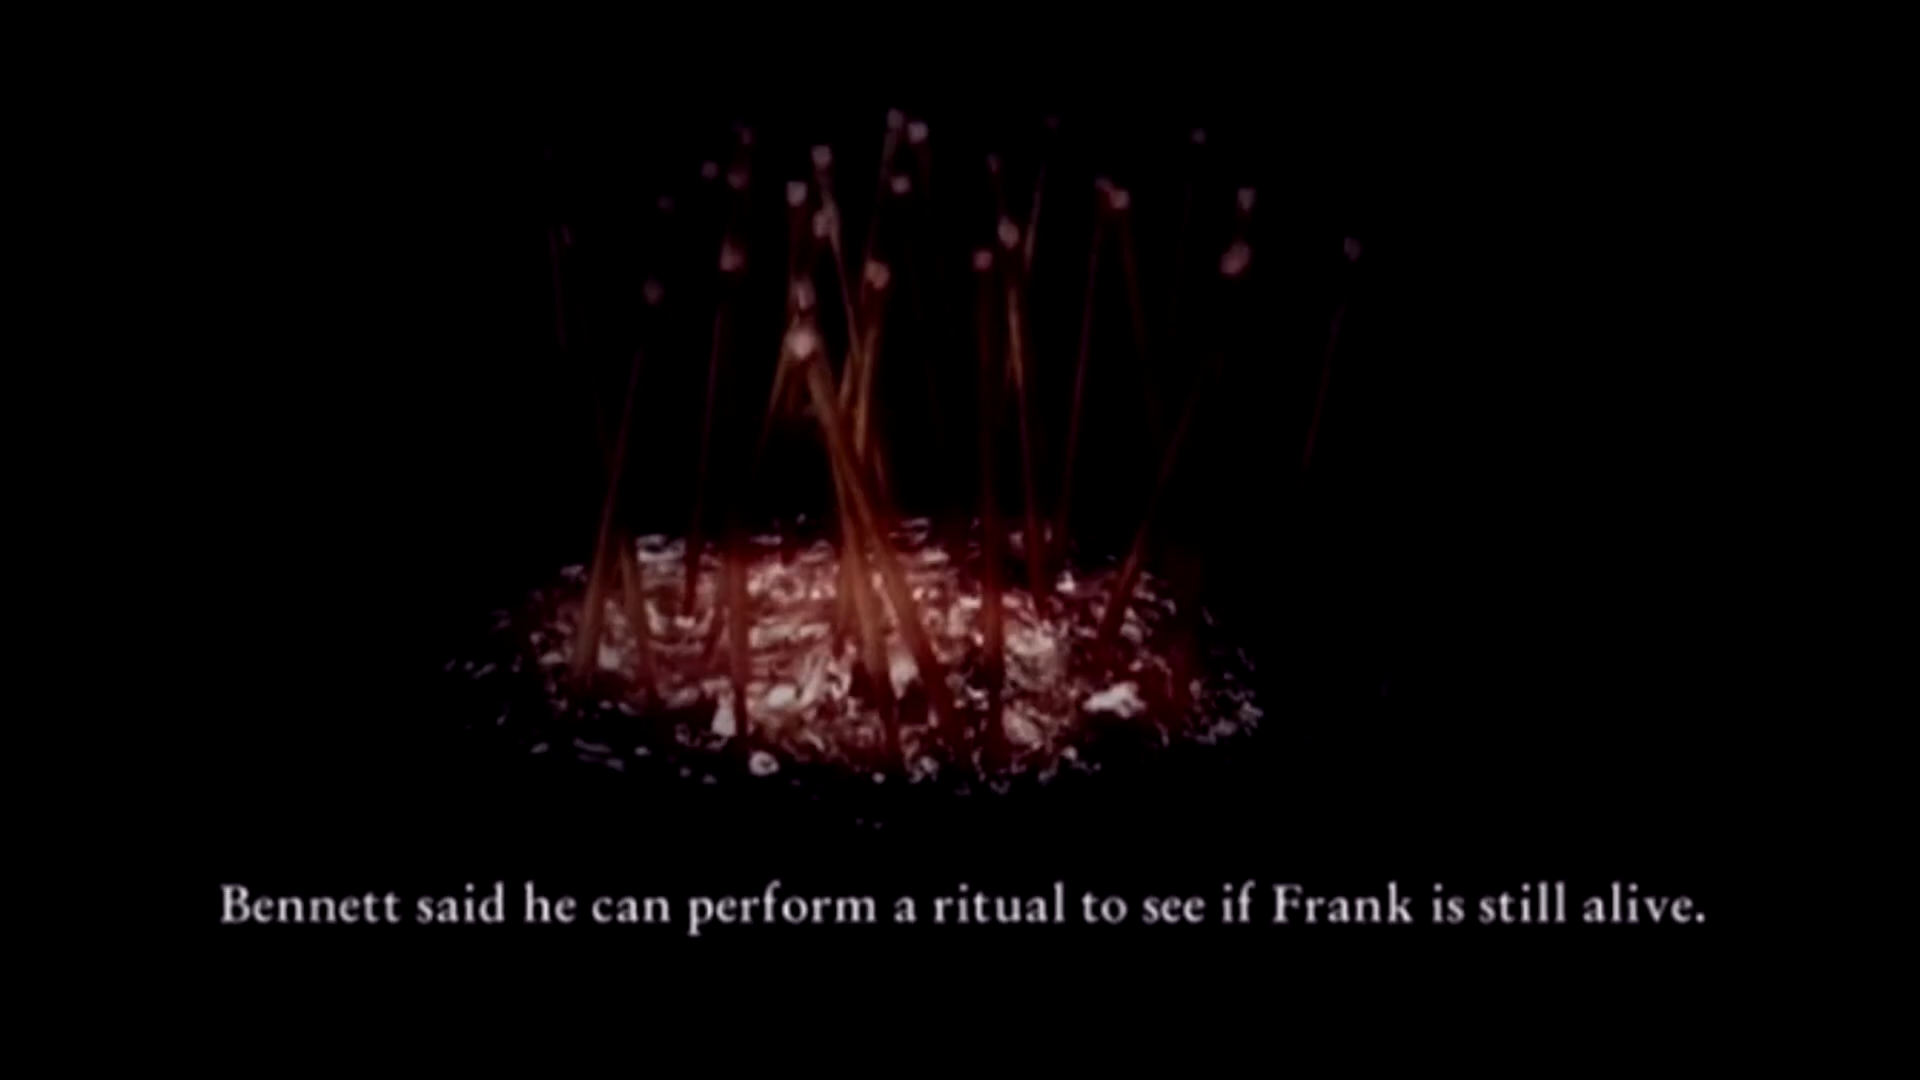 Bennett said he can perform a ritual to see if Frank is still alive.